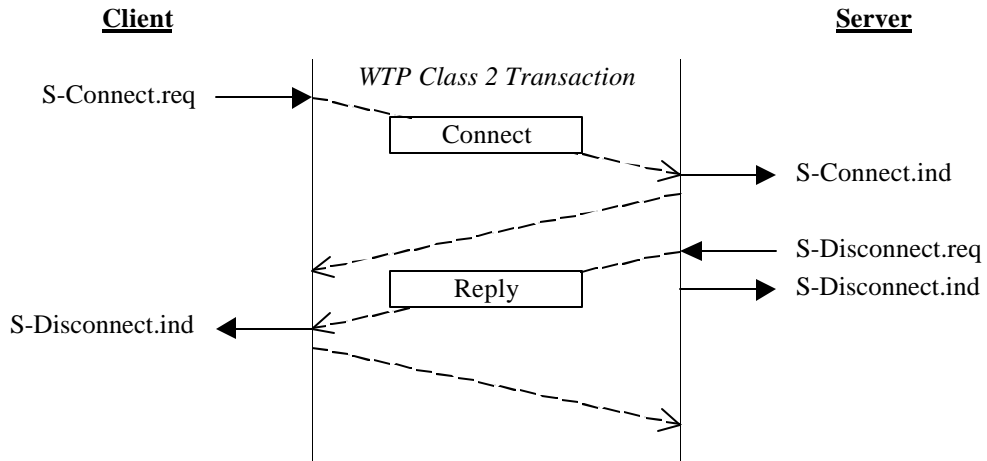 Client
Server
WTP Class 2 Transaction
S-Connect.req
Connect
S-Connect.ind
S-Disconnect.req
Reply
S-Disconnect.ind
S-Disconnect.ind